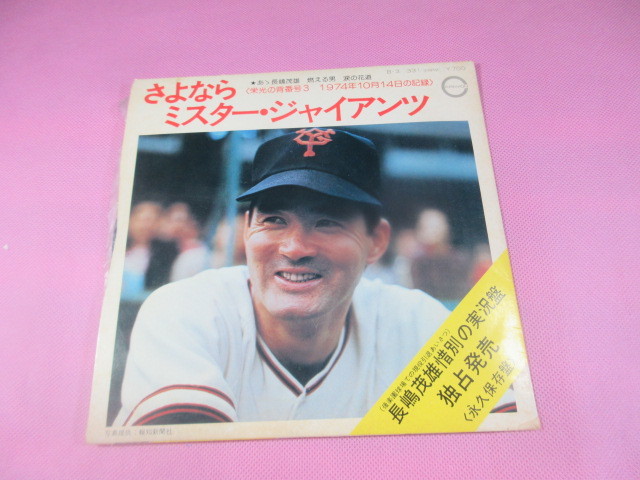 ★あゝ長嶋茂雄 燃える男 涙の花道
〈栄光の背番号3 1974年10月14日の記録〉
さよなら
ミスター・ジャイアンツ
長嶋茂雄惜別の実況盤
独占発売
〈永久保存盤〉